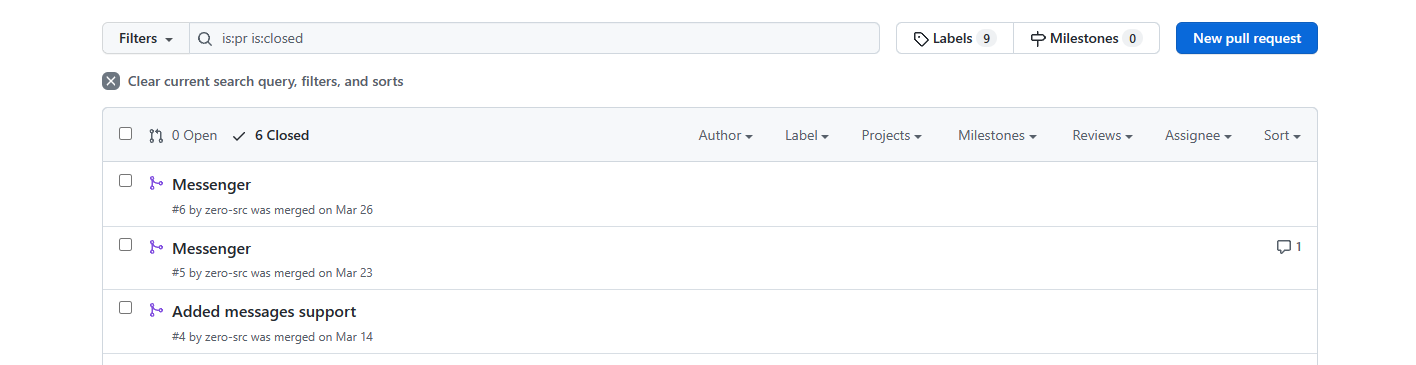 Filters is:pr is:closed Labels 9 Milestones 0 New pull request
Clear current search query, filters, and sorts
0 Open 6 Closed Author Label Projects Milestones Reviews Assignee Sort
Messenger
#6 by zero-src was merged on Mar 26
Messenger 1
#5 by zero-src was merged on Mar 23
Added messages support
#4 by zero-src was merged on Mar 14